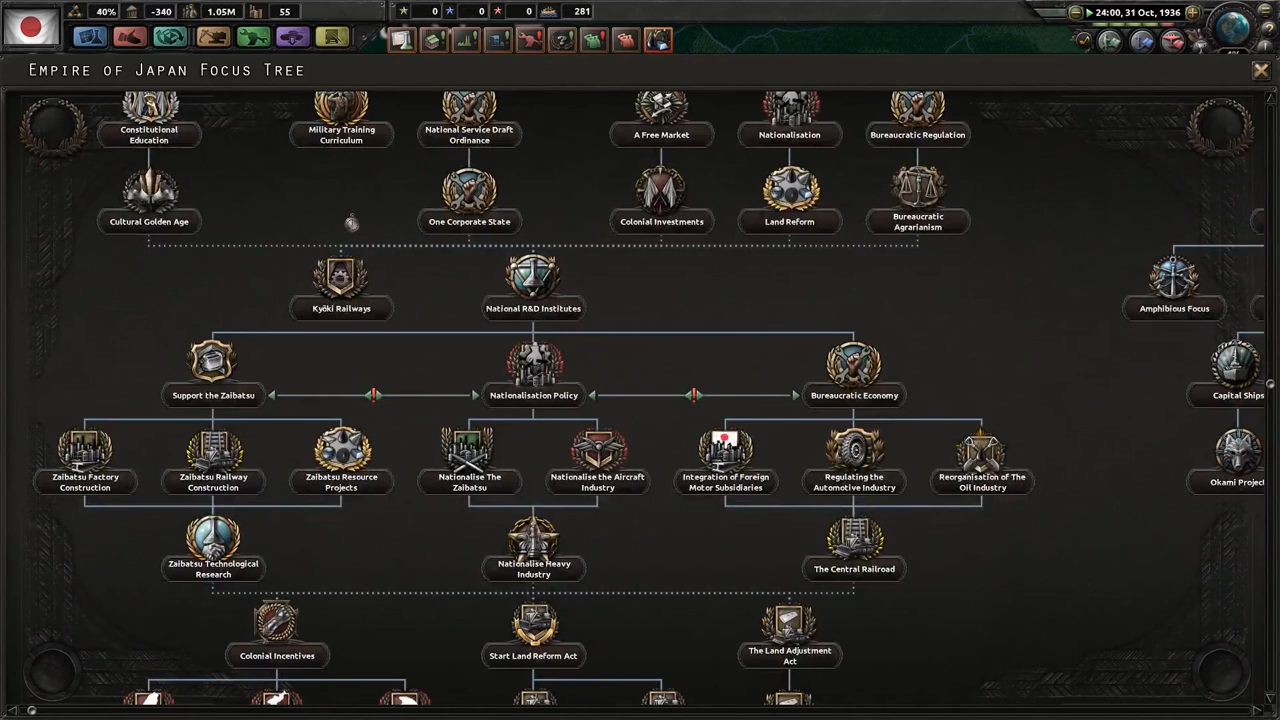 40%
-340
1.05M
55
0
0
0
281
24:00, 31 Oct, 1936
Empire of Japan Focus Tree
Constitutional
Education
Military Training
Curriculum
National Service Draft
Ordinance
A Free Market
Nationalisation
Bureaucratic Regulation
Cultural Golden Age
One Corporate State
Colonial Investments
Land Reform
Bureaucratic
Agrarianism
Kyōki Railways
National R&D Institutes
Amphibious Focus
Support the Zaibatsu
Nationalisation Policy
Bureaucratic Economy
Capital Ships
Zaibatsu Factory
Construction
Zaibatsu Railway
Construction
Zaibatsu Resource
Projects
Nationalise The
Zaibatsu
Nationalise the Aircraft
Industry
Integration of Foreign
Motor Subsidiaries
Regulating the
Automotive Industry
Reorganisation of The
Oil Industry
Okami Project
Zaibatsu Technological
Research
Nationalise Heavy
Industry
The Central Railroad
Colonial Incentives
Start Land Reform Act
The Land Adjustment
Act